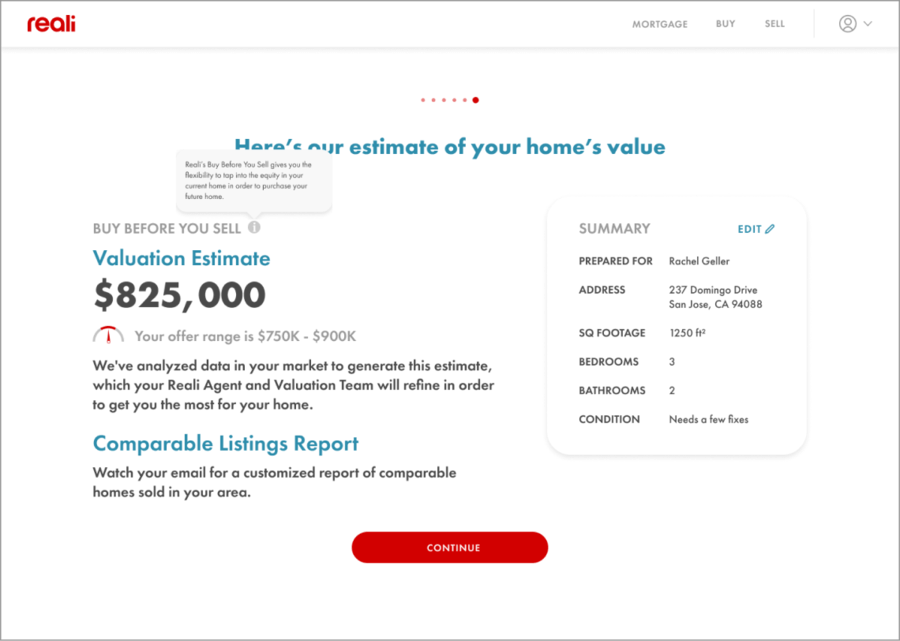 reali
MORTGAGE BUY SELL
Here's our estimate of your home's value
Reali's Buy Before You Sell gives you the
flexibility to tap into the equity in your
current home in order to purchase your
future home.
BUY BEFORE YOU SELL
Valuation Estimate
$825,000
Your offer range is $750K - $900K
We've analyzed data in your market to generate this estimate,
which your Reali Agent and Valuation Team will refine in order
to get you the most for your home.
Comparable Listings Report
Watch your email for a customized report of comparable
homes sold in your area.
SUMMARY EDIT
PREPARED FOR Rachel Geller
ADDRESS 237 Domingo Drive
San Jose, CA 94088
SQ FOOTAGE 1250 ft²
BEDROOMS 3
BATHROOMS 2
CONDITION Needs a few fixes
CONTINUE